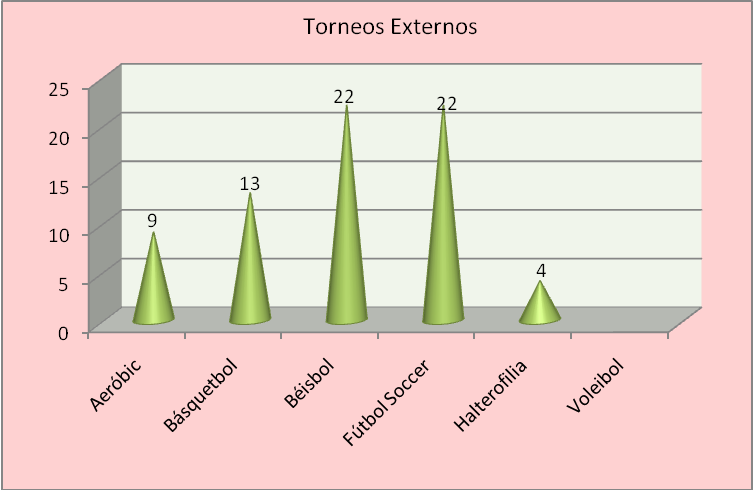 Torneos Externos
25
20
15
10
5
0
9
13
22
22
4
Aeróbic
Básquetbol
Béisbol
Fútbol Soccer
Halterofilia
Voleibol